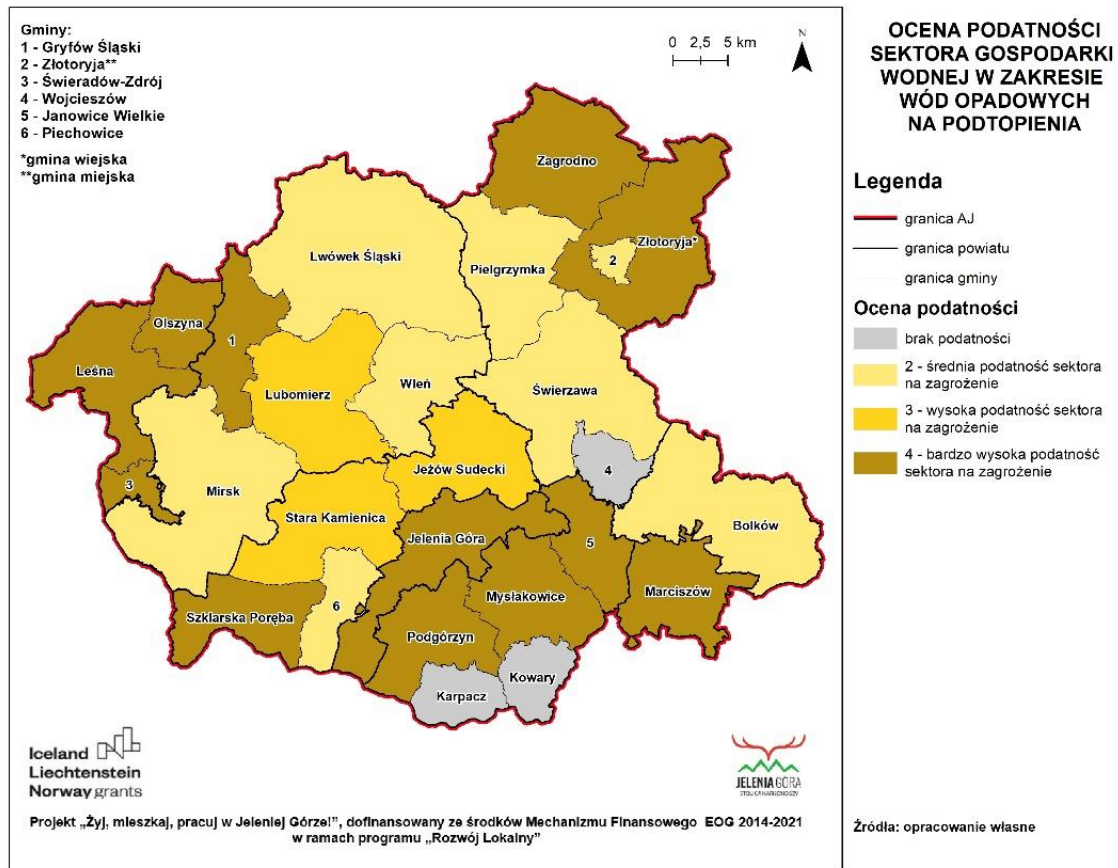 Gminy:
1 - Gryfów Śląski
2 - Złotoryja**
3 - Świeradów-Zdrój
4 - Wojcieszów
5 - Janowice Wielkie
6 - Piechowice
*gmina wiejska
**gmina miejska
0 2,5 5 km
N
Zagrodno
Złotoryja*
2
Lwówek Śląski
Pielgrzymka
Olszyna
1
Leśna
Lubomierz
Wleń
Świerzawa
Jeżów Sudecki
4
3
Mirsk
Stara Kamienica
Bolków
Jelenia Góra
5
Mysłakowice
Marciszów
6
Szklarska Poręba
Podgórzyn
Kowary
Karpacz
Iceland
Liechtenstein
Norway grants
JELENIA GÓRA
STOLICA KARKONOSZY
Projekt „Żyj, mieszkaj, pracuj w Jeleniej Górze!”, dofinansowany ze środków Mechanizmu Finansowego EOG 2014-2021
w ramach programu „Rozwój Lokalny”
OCENA PODATNOŚCI
SEKTORA GOSPODARKI
WODNEJ W ZAKRESIE
WÓD OPADOWYCH
NA PODTOPIENIA
Legenda
granica AJ
granica powiatu
granica gminy
Ocena podatności
brak podatności
2 - średnia podatność sektora
na zagrożenie
3 - wysoka podatność sektora
na zagrożenie
4 - bardzo wysoka podatność
sektora na zagrożenie
Źródła: opracowanie własne